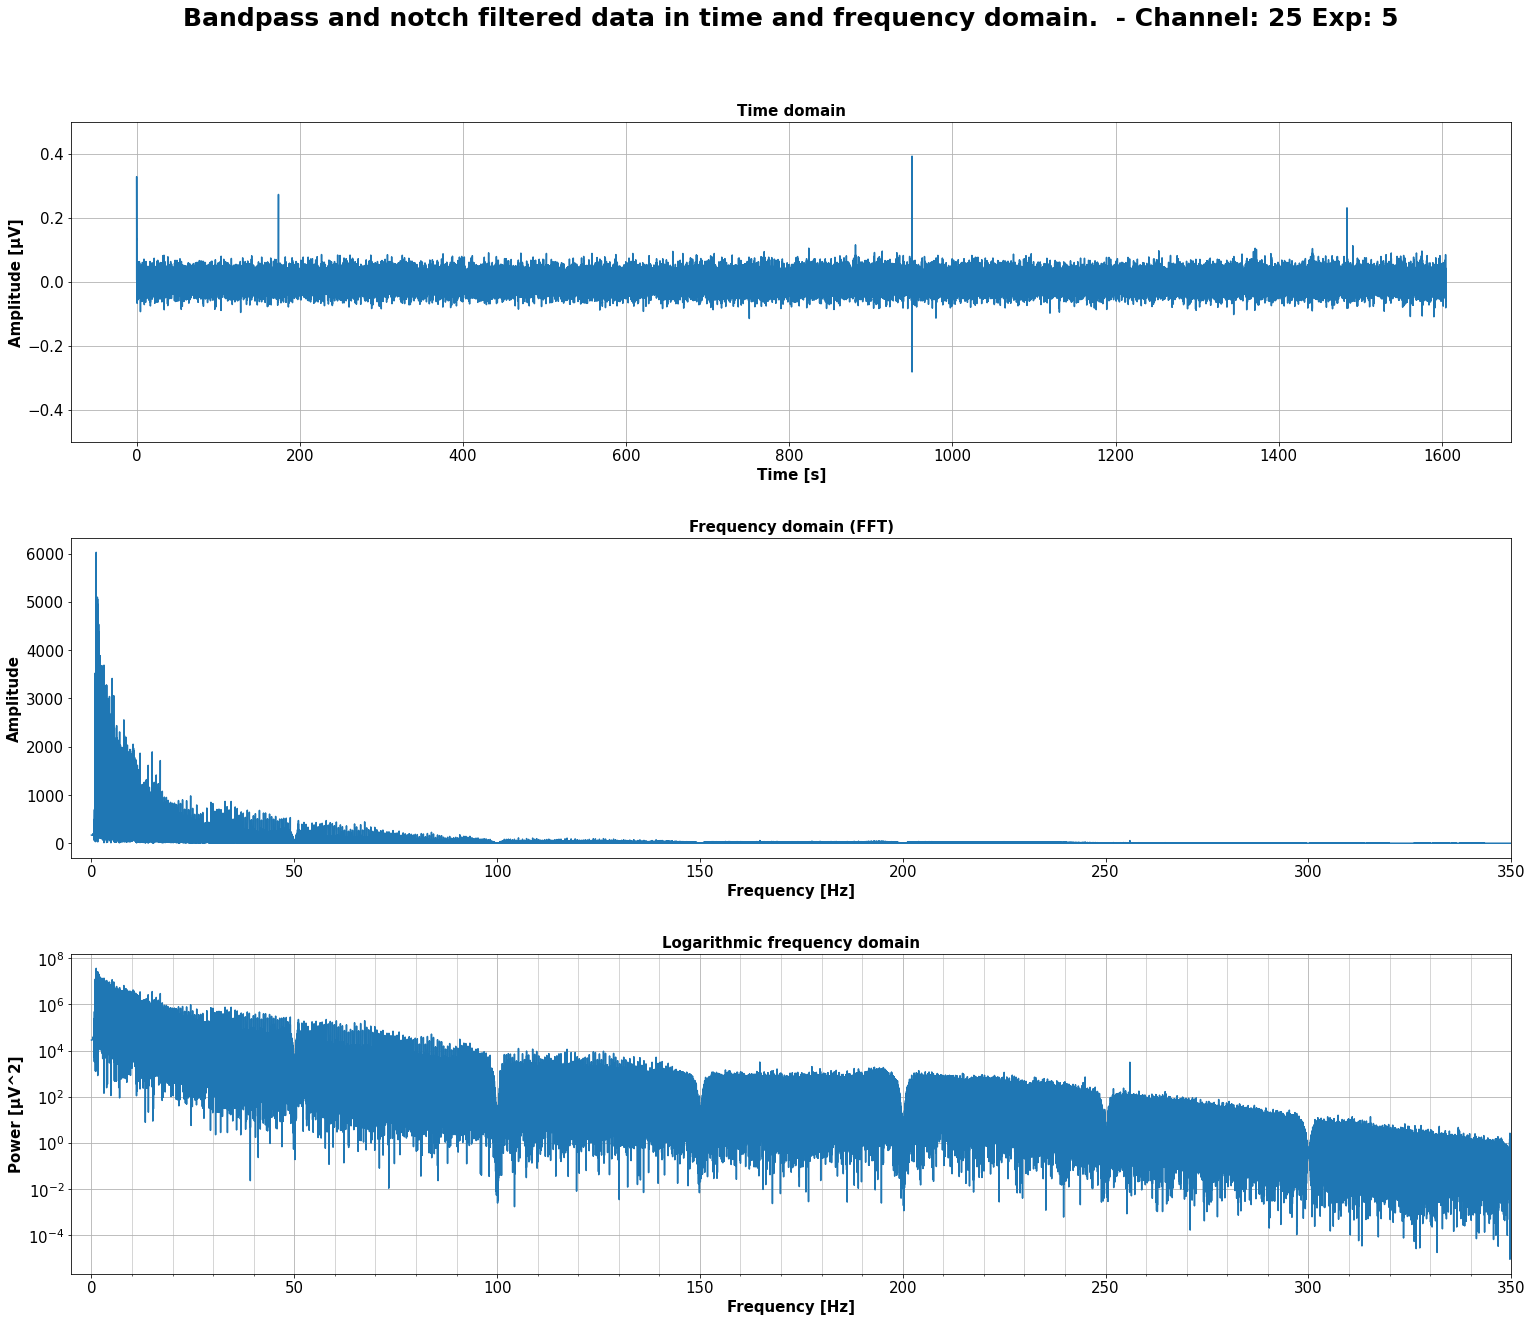 Bandpass and notch filtered data in time and frequency domain.  - Channel: 25 Exp: 5
Time domain
Amplitude [µV]
0.4
0.2
0.0
−0.2
−0.4
0 200 400 600 800 1000 1200 1400 1600
Time [s]
Frequency domain (FFT)
Amplitude
6000
5000
4000
3000
2000
1000
0
0 50 100 150 200 250 300 350
Frequency [Hz]
Logarithmic frequency domain
Power [µV^2]
10^8
10^6
10^4
10^2
10^0
10^−2
10^−4
0 50 100 150 200 250 300 350
Frequency [Hz]